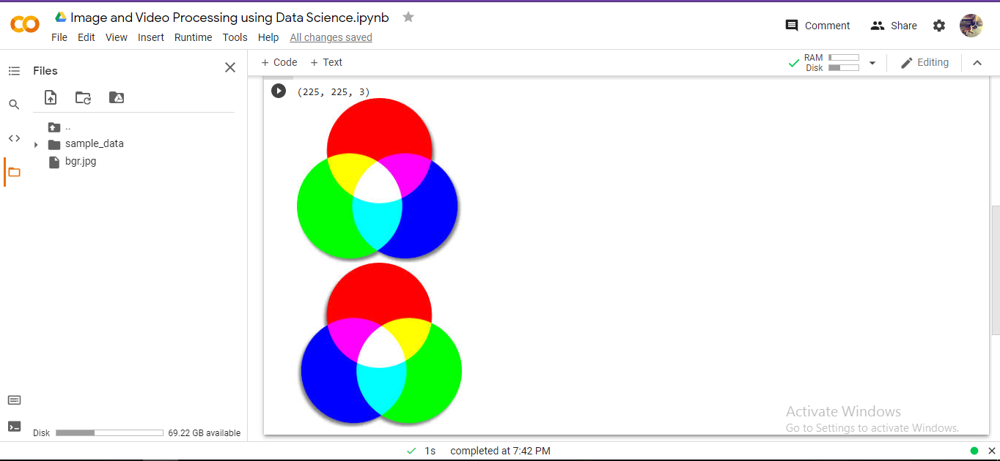 Image and Video Processing using Data Science.ipynb
File Edit View Insert Runtime Tools Help All changes saved
Comment Share
Files
+ Code + Text
RAM
Disk
Editing
(225, 225, 3)
..
sample_data
bgr.jpg
Activate Windows
Go to Settings to activate Windows.
Disk 69.22 GB available
1s completed at 7:42 PM